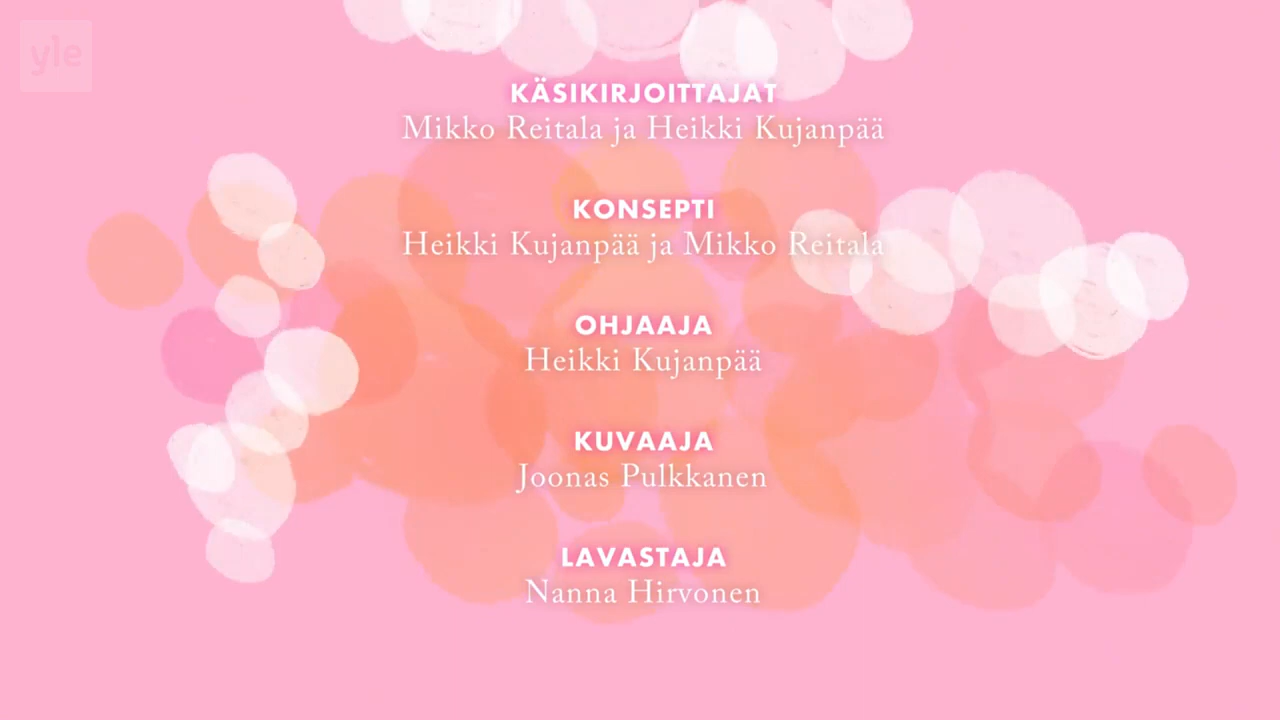 yle
KÄSIKIRJOITTAJAT
Mikko Reitala ja Heikki Kujanpää
KONSEPTI
Heikki Kujanpää ja Mikko Reitala
OHJAAJA
Heikki Kujanpää
KUVAAJA
Joonas Pulkkanen
LAVASTAJA
Nanna Hirvonen